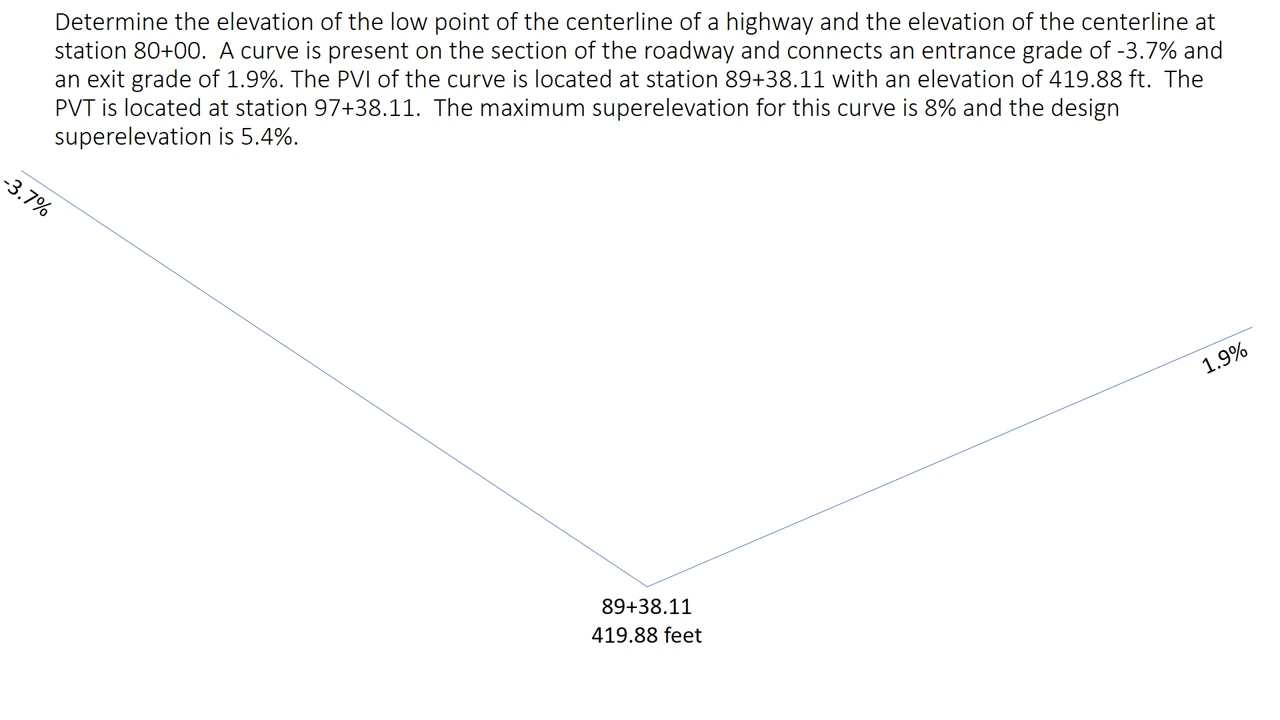 Determine the elevation of the low point of the centerline of a highway and the elevation of the centerline at
station 80+00.  A curve is present on the section of the roadway and connects an entrance grade of -3.7% and
an exit grade of 1.9%. The PVI of the curve is located at station 89+38.11 with an elevation of 419.88 ft.  The
PVT is located at station 97+38.11.  The maximum superelevation for this curve is 8% and the design
superelevation is 5.4%.
-3.7%
1.9%
89+38.11
419.88 feet